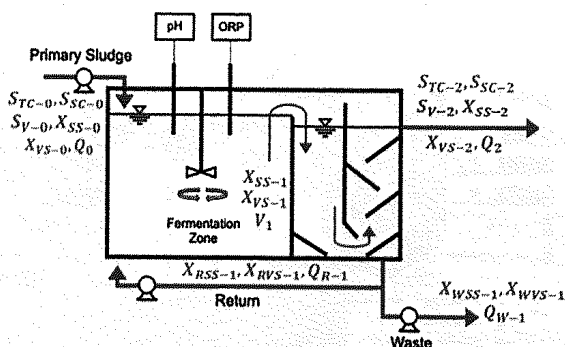 pH ORP
Primary Sludge
S_{TC-0}, S_{SC-0}
S_{V-0}, X_{SS-0}
X_{VS-0}, Q_0
X_{SS-1}
X_{VS-1}
V_1
Fermentation
Zone
S_{TC-2}, S_{SC-2}
S_{V-2}, X_{SS-2}
X_{VS-2}, Q_2
X_{RSS-1}, X_{RVS-1}, Q_{R-1}
Return
X_{WSS-1}, X_{WVS-1}
Q_{W-1}
Waste